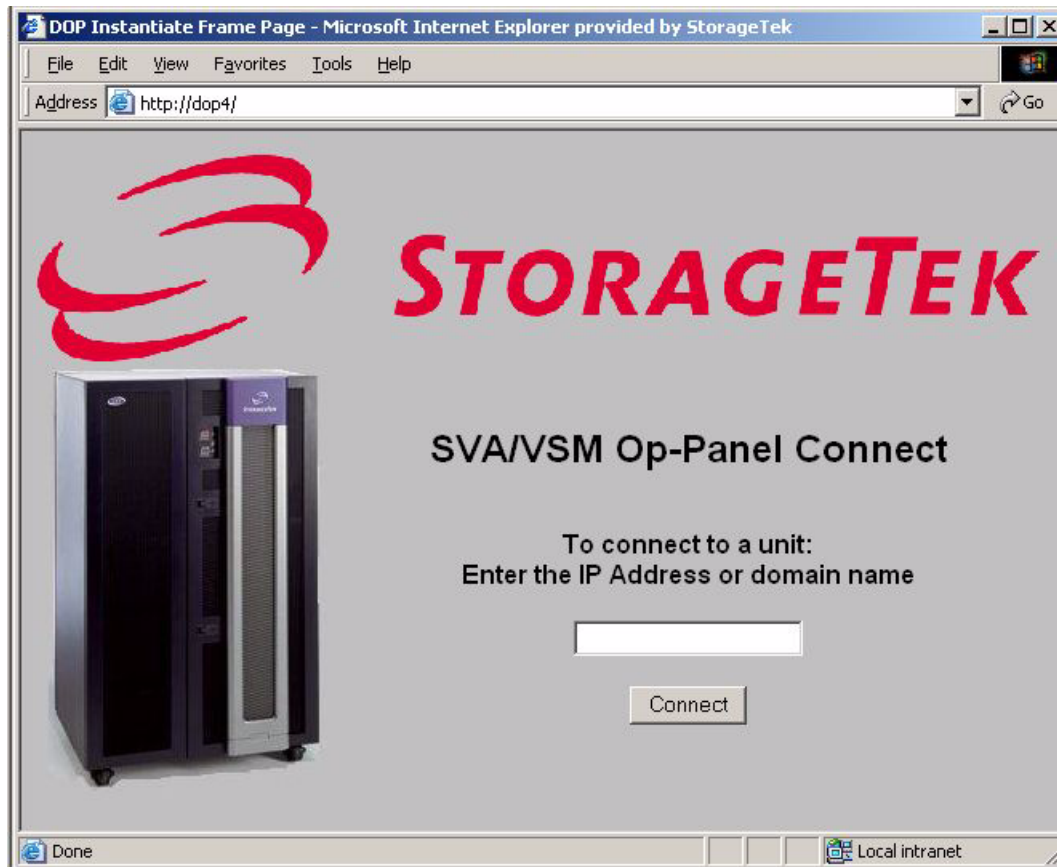 DOP Instantiate Frame Page - Microsoft Internet Explorer provided by StorageTek
File Edit View Favorites Tools Help
Address http://dop4/ Go
STORAGETEK
StorageTek
SVA/VSM Op-Panel Connect
To connect to a unit:
Enter the IP Address or domain name
Connect
Done Local intranet